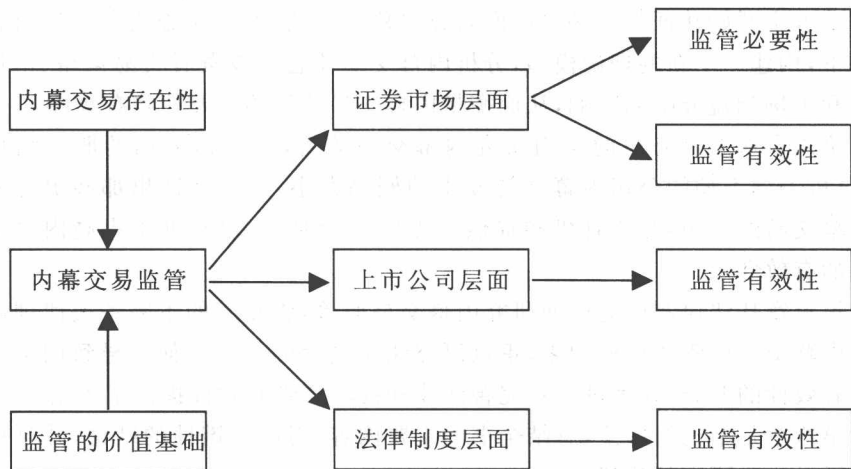 监管必要性
内幕交易存在性
证券市场层面
监管有效性
内幕交易监管
上市公司层面
监管有效性
监管的价值基础
法律制度层面
监管有效性